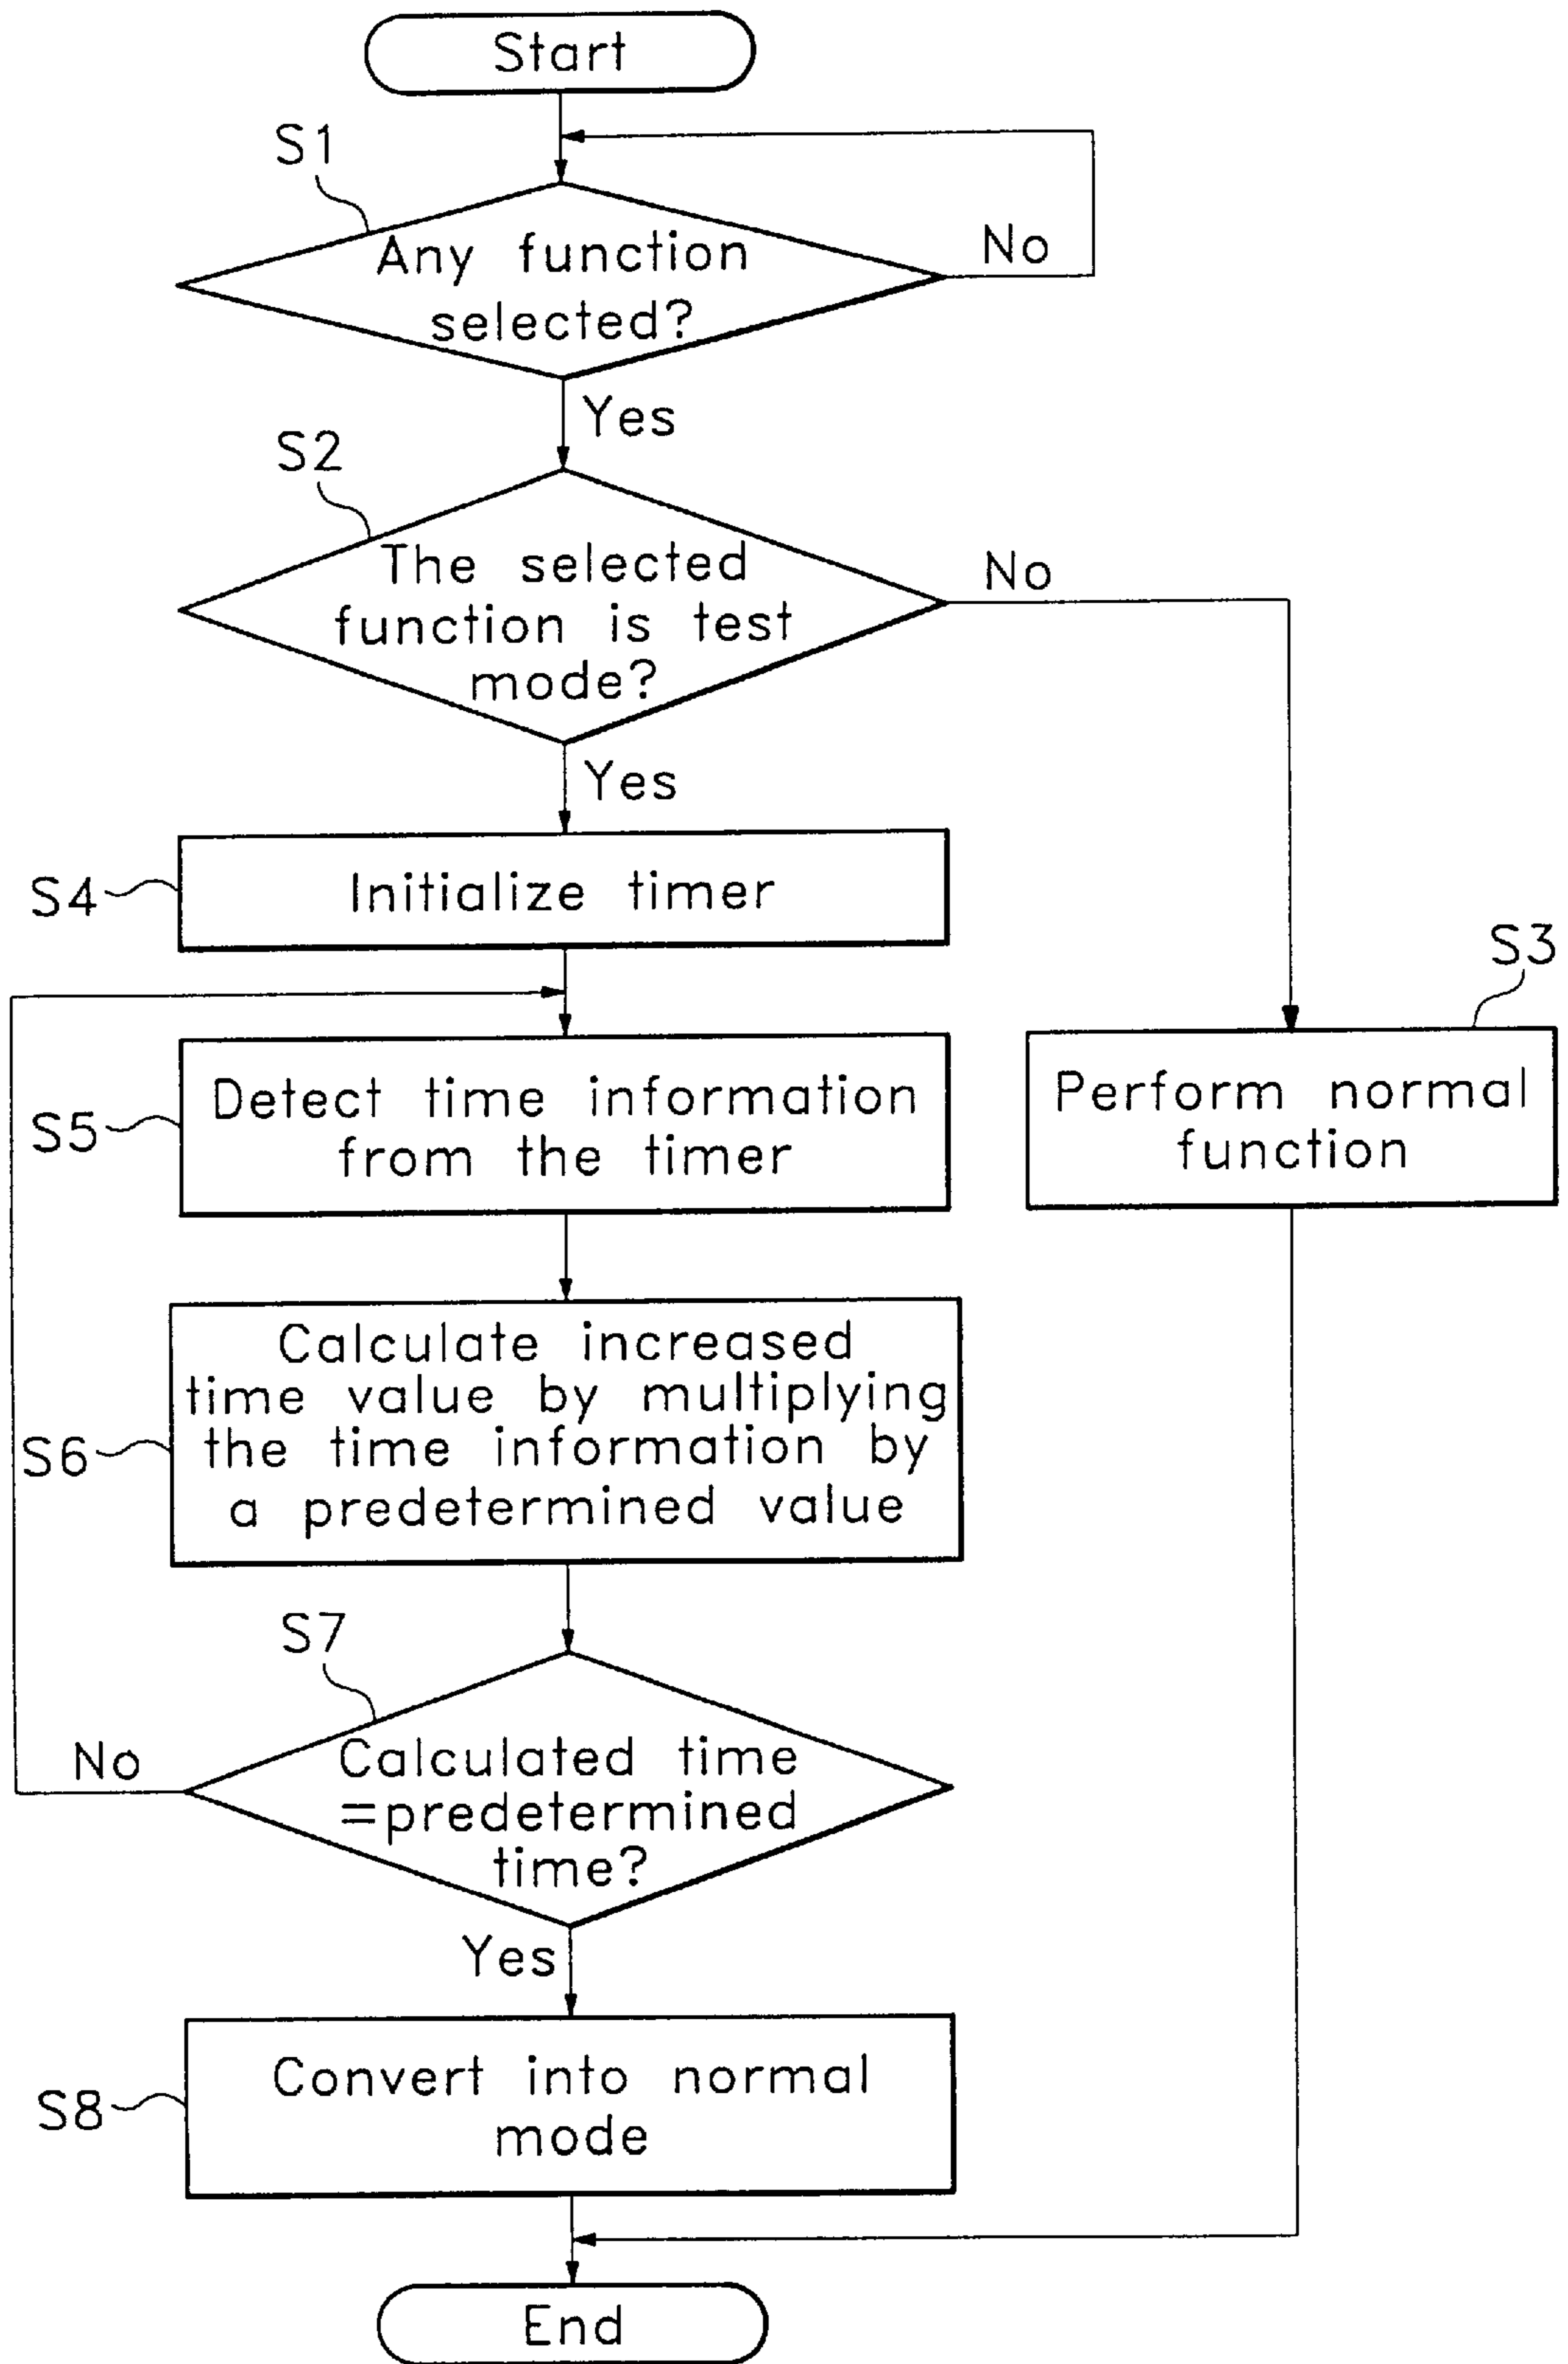 Start
S1
Any function
selected?
No
Yes
S2
The selected
function is test
mode?
No
Yes
S4
Initialize timer
S3
S5
Detect time information
from the timer
Perform normal
function
S6
Calculate increased
time value by multiplying
the time information by
a predetermined value
S7
No
Calculated time
=predetermined
time?
Yes
S8
Convert into normal
mode
End